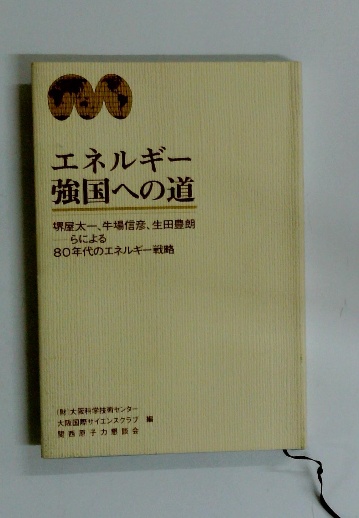 エネルギー
強国への道
堺屋太一、牛場信彦、生田豊朗
——らによる
80年代のエネルギー戦略
(財)大阪科学技術センター
大阪国際サイエンスクラブ 編
関西原子力懇談会